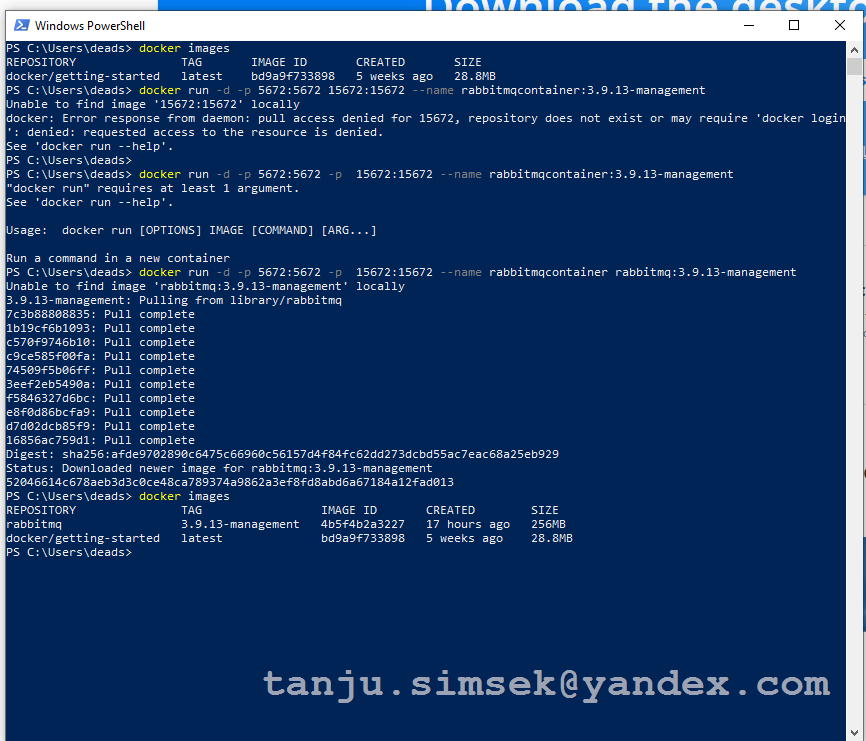 Download the deskto
Windows PowerShell
PS C:\Users\deads> docker images
REPOSITORY TAG IMAGE ID CREATED SIZE
docker/getting-started latest bd9a9f733898 5 weeks ago 28.8MB
PS C:\Users\deads> docker run -d -p 5672:5672 15672:15672 --name rabbitmqcontainer:3.9.13-management
Unable to find image '15672:15672' locally
docker: Error response from daemon: pull access denied for 15672, repository does not exist or may require 'docker login
': denied: requested access to the resource is denied.
See 'docker run --help'.
PS C:\Users\deads>
PS C:\Users\deads> docker run -d -p 5672:5672 -p  15672:15672 --name rabbitmqcontainer:3.9.13-management
"docker run" requires at least 1 argument.
See 'docker run --help'.
Usage:  docker run [OPTIONS] IMAGE [COMMAND] [ARG...]
Run a command in a new container
PS C:\Users\deads> docker run -d -p 5672:5672 -p  15672:15672 --name rabbitmqcontainer rabbitmq:3.9.13-management
Unable to find image 'rabbitmq:3.9.13-management' locally
3.9.13-management: Pulling from library/rabbitmq
7c3b88808835: Pull complete
1b19cf6b1093: Pull complete
c570f9746b10: Pull complete
c9ce585f00fa: Pull complete
74509f5b06ff: Pull complete
3eef2eb5490a: Pull complete
f5846327d6bc: Pull complete
e8f0d86bcfa9: Pull complete
d7d02dcb85f9: Pull complete
16856ac759d1: Pull complete
Digest: sha256:afde9702890c6475c66960c56157d4f84fc62dd273dcbd55ac7eac68a25eb929
Status: Downloaded newer image for rabbitmq:3.9.13-management
52046614c678aeb3d3c0ce48ca789374a9862a3ef8fd8abd6a67184a12fad013
PS C:\Users\deads> docker images
REPOSITORY TAG IMAGE ID CREATED SIZE
rabbitmq 3.9.13-management 4b5f4b2a3227 17 hours ago 256MB
docker/getting-started latest bd9a9f733898 5 weeks ago 28.8MB
PS C:\Users\deads>
tanju.simsek@yandex.com